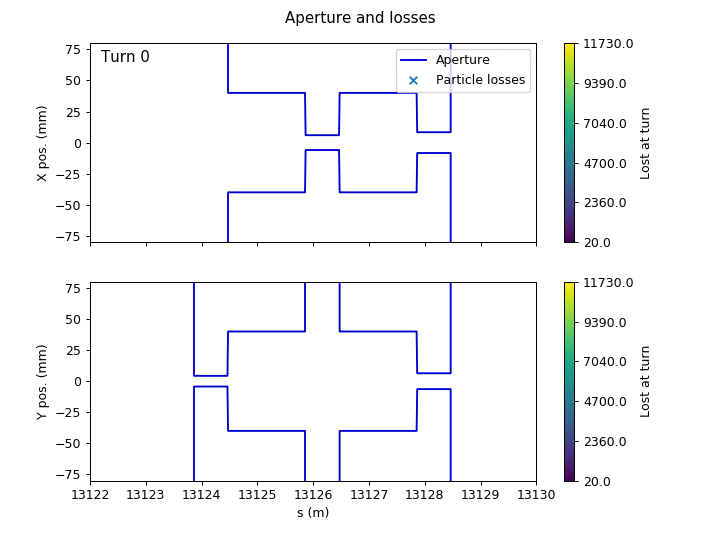 Aperture and losses
Turn 0
Aperture
Particle losses
75
50
25
0
−25
−50
−75
X pos. (mm)
11730.0
9390.0
7040.0
4700.0
2360.0
20.0
Lost at turn
75
50
25
0
−25
−50
−75
Y pos. (mm)
13122 13123 13124 13125 13126 13127 13128 13129 13130
s (m)
11730.0
9390.0
7040.0
4700.0
2360.0
20.0
Lost at turn